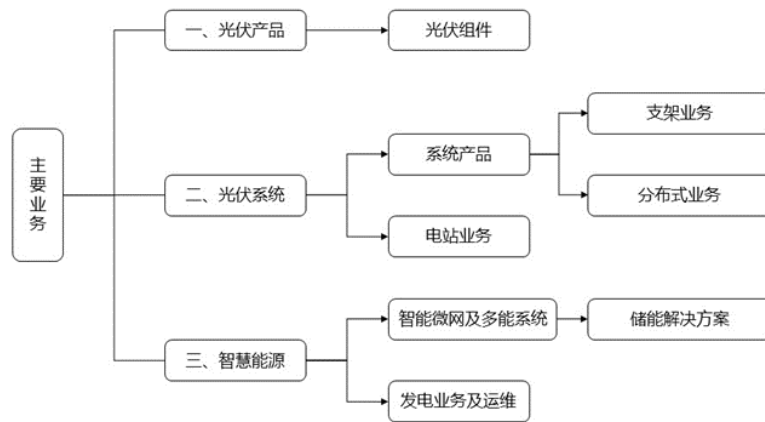 主要业务
一、光伏产品
光伏组件
二、光伏系统
系统产品
支架业务
分布式业务
电站业务
三、智慧能源
智能微网及多能系统
储能解决方案
发电业务及运维